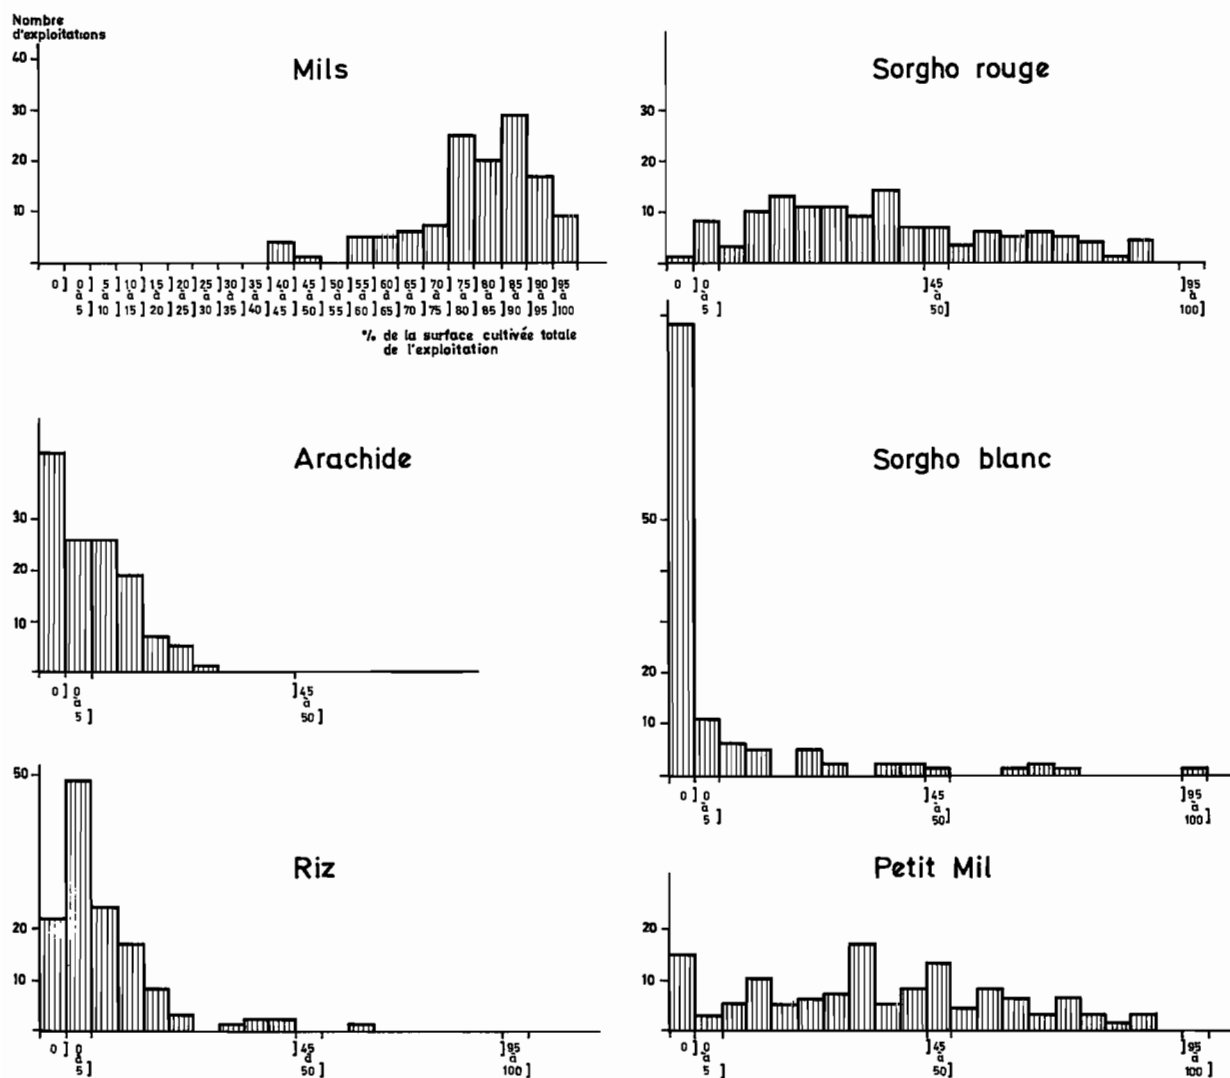 Nombre
d'exploitations
Mils
40
30
20
10
0] ]0 à 5] ]5 à 10] ]10 à 15] ]15 à 20] ]20 à 25] ]25 à 30] ]30 à 35] ]35 à 40] ]40 à 45] ]45 à 50] ]50 à 55] ]55 à 60] ]60 à 65] ]65 à 70] ]70 à 75] ]75 à 80] ]80 à 85] ]85 à 90] ]90 à 95] ]95 à 100]
% de la surface cultivée totale
de l'exploitation
Sorgho rouge
30
20
10
0 ]0 à 5] ]45 à 50] ]95 à 100]
Arachide
30
20
10
0 ]0 à 5] ]45 à 50]
Sorgho blanc
50
20
10
0 ]0 à 5] ]45 à 50] ]95 à 100]
Riz
50
20
10
0 ]0 à 5] ]45 à 50] ]95 à 100]
Petit Mil
20
10
0 ]0 à 5] ]45 à 50] ]95 à 100]